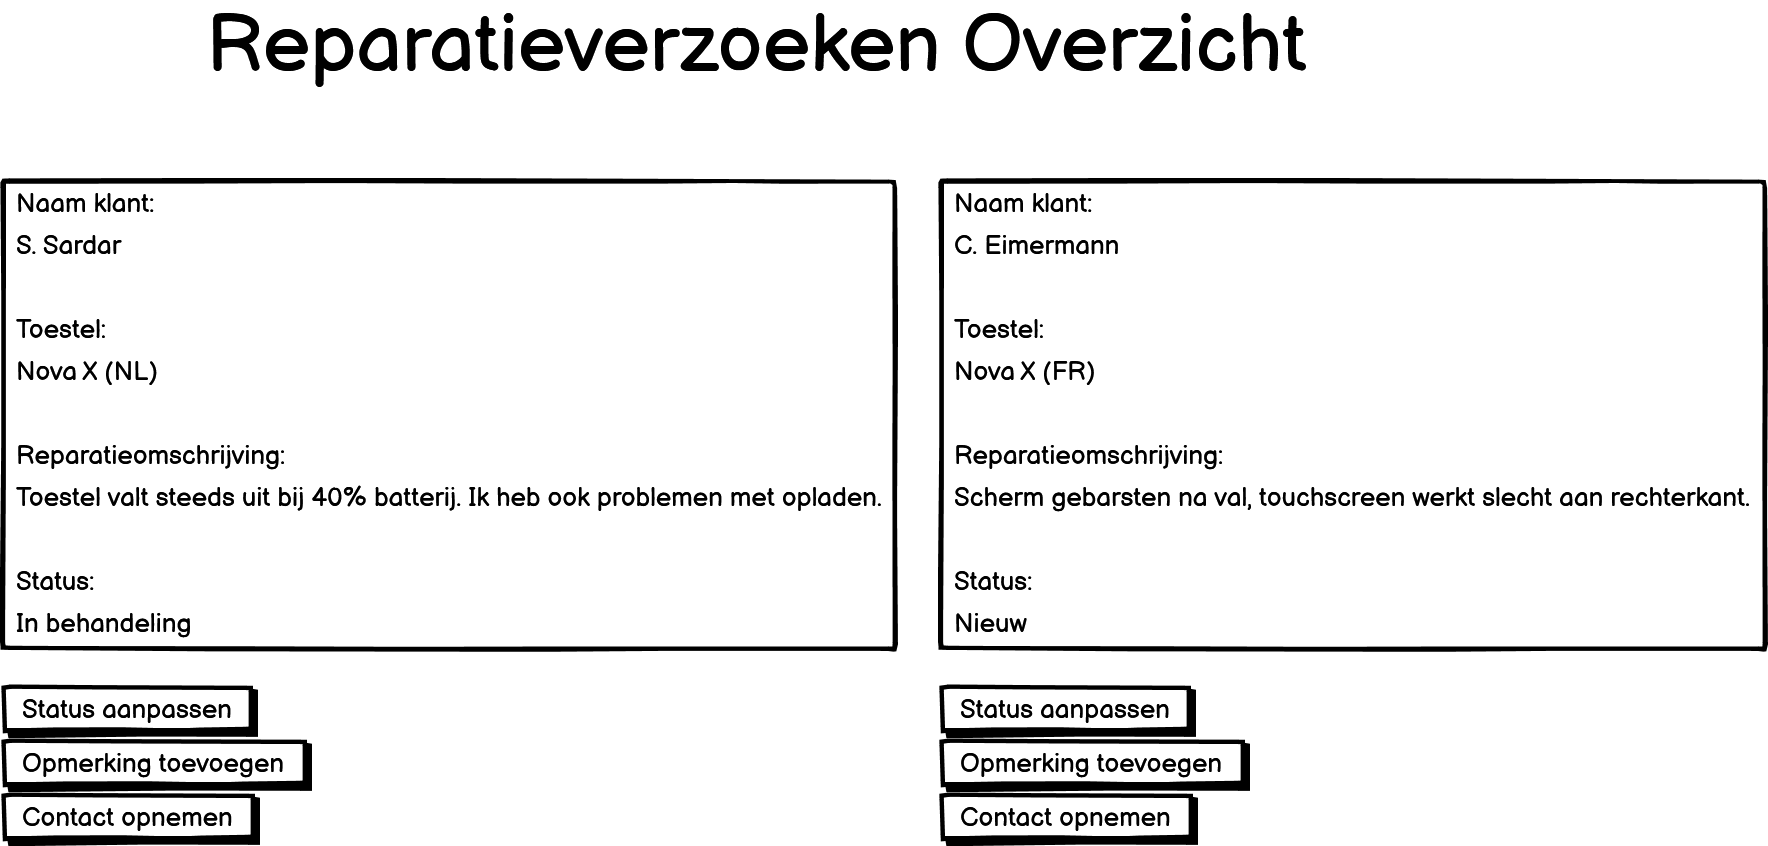 Reparatieverzoeken Overzicht
Naam klant:
S. Sardar
Toestel:
Nova X (NL)
Reparatieomschrijving:
Toestel valt steeds uit bij 40% batterij. Ik heb ook problemen met opladen.
Status:
In behandeling
Status aanpassen
Opmerking toevoegen
Contact opnemen
Naam klant:
C. Eimermann
Toestel:
Nova X (FR)
Reparatieomschrijving:
Scherm gebarsten na val, touchscreen werkt slecht aan rechterkant.
Status:
Nieuw
Status aanpassen
Opmerking toevoegen
Contact opnemen